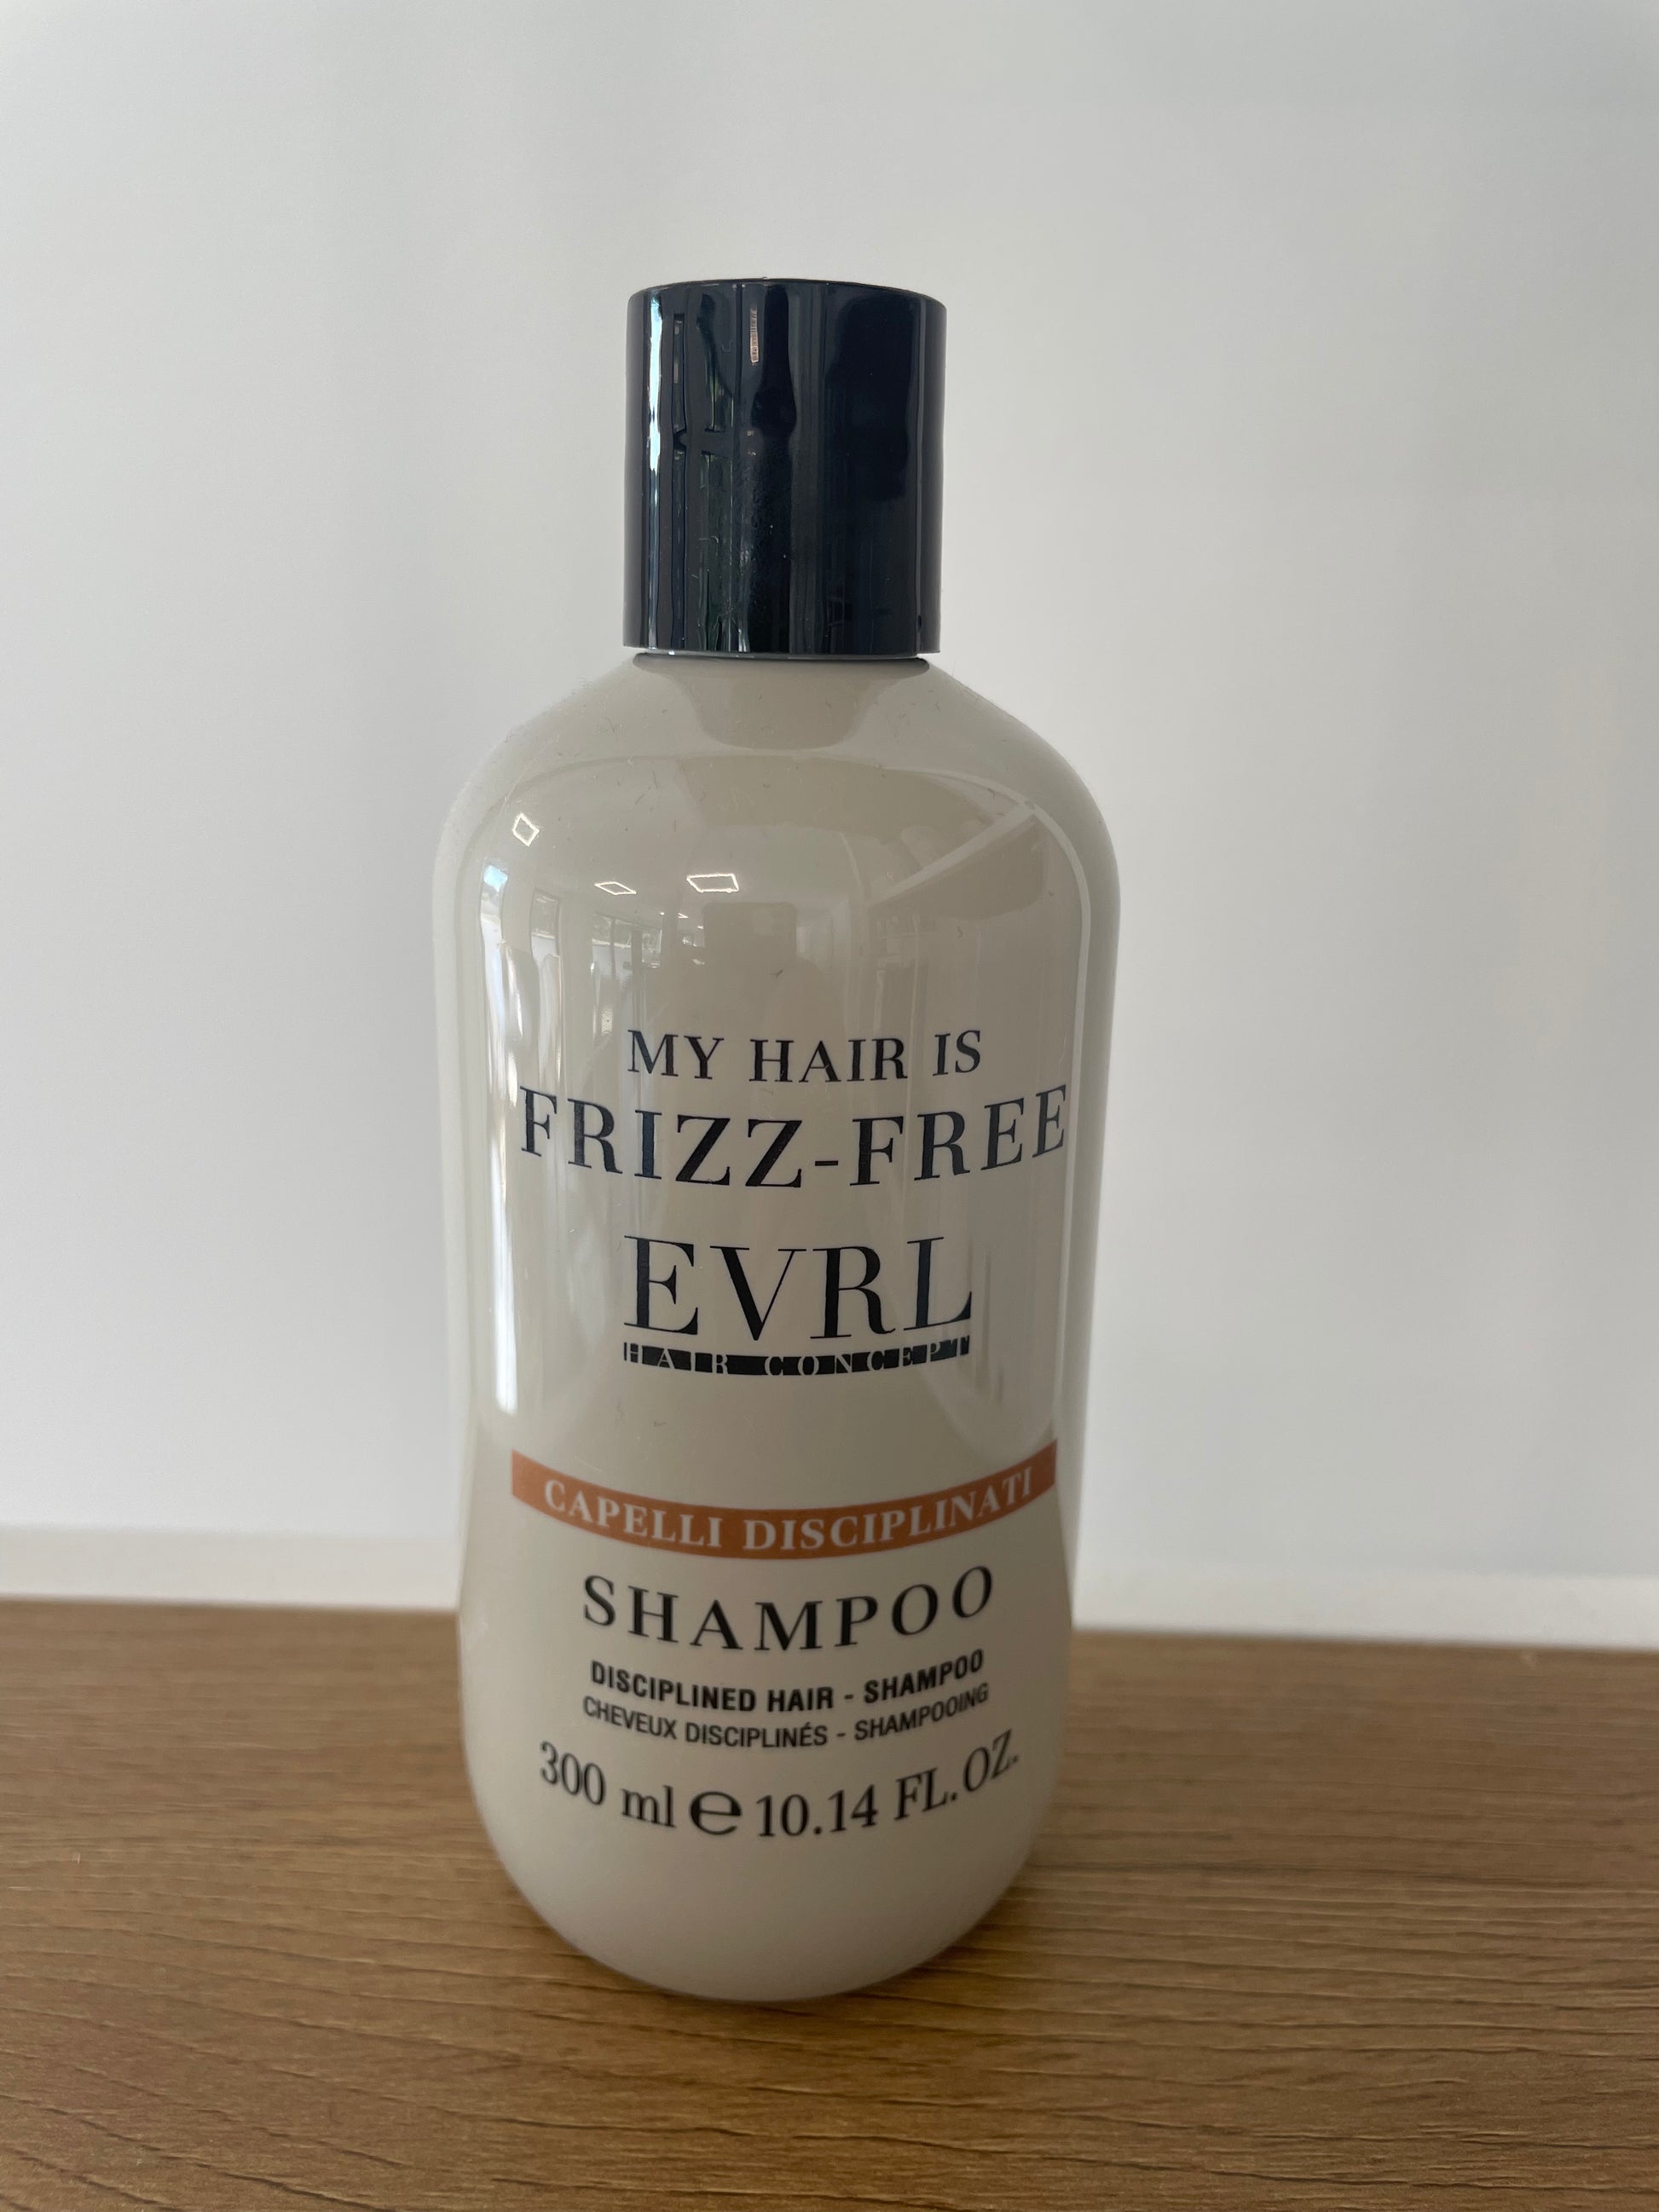 MY HAIR IS
FRIZZ-FREE
EVRL
HAIR CONCEPT
CAPELLI DISCIPLINATI
SHAMPOO
DISCIPLINED HAIR - SHAMPOO
CHEVEUX DISCIPLINÉS - SHAMPOOING
300 ml ℮ 10.14 FL.OZ.